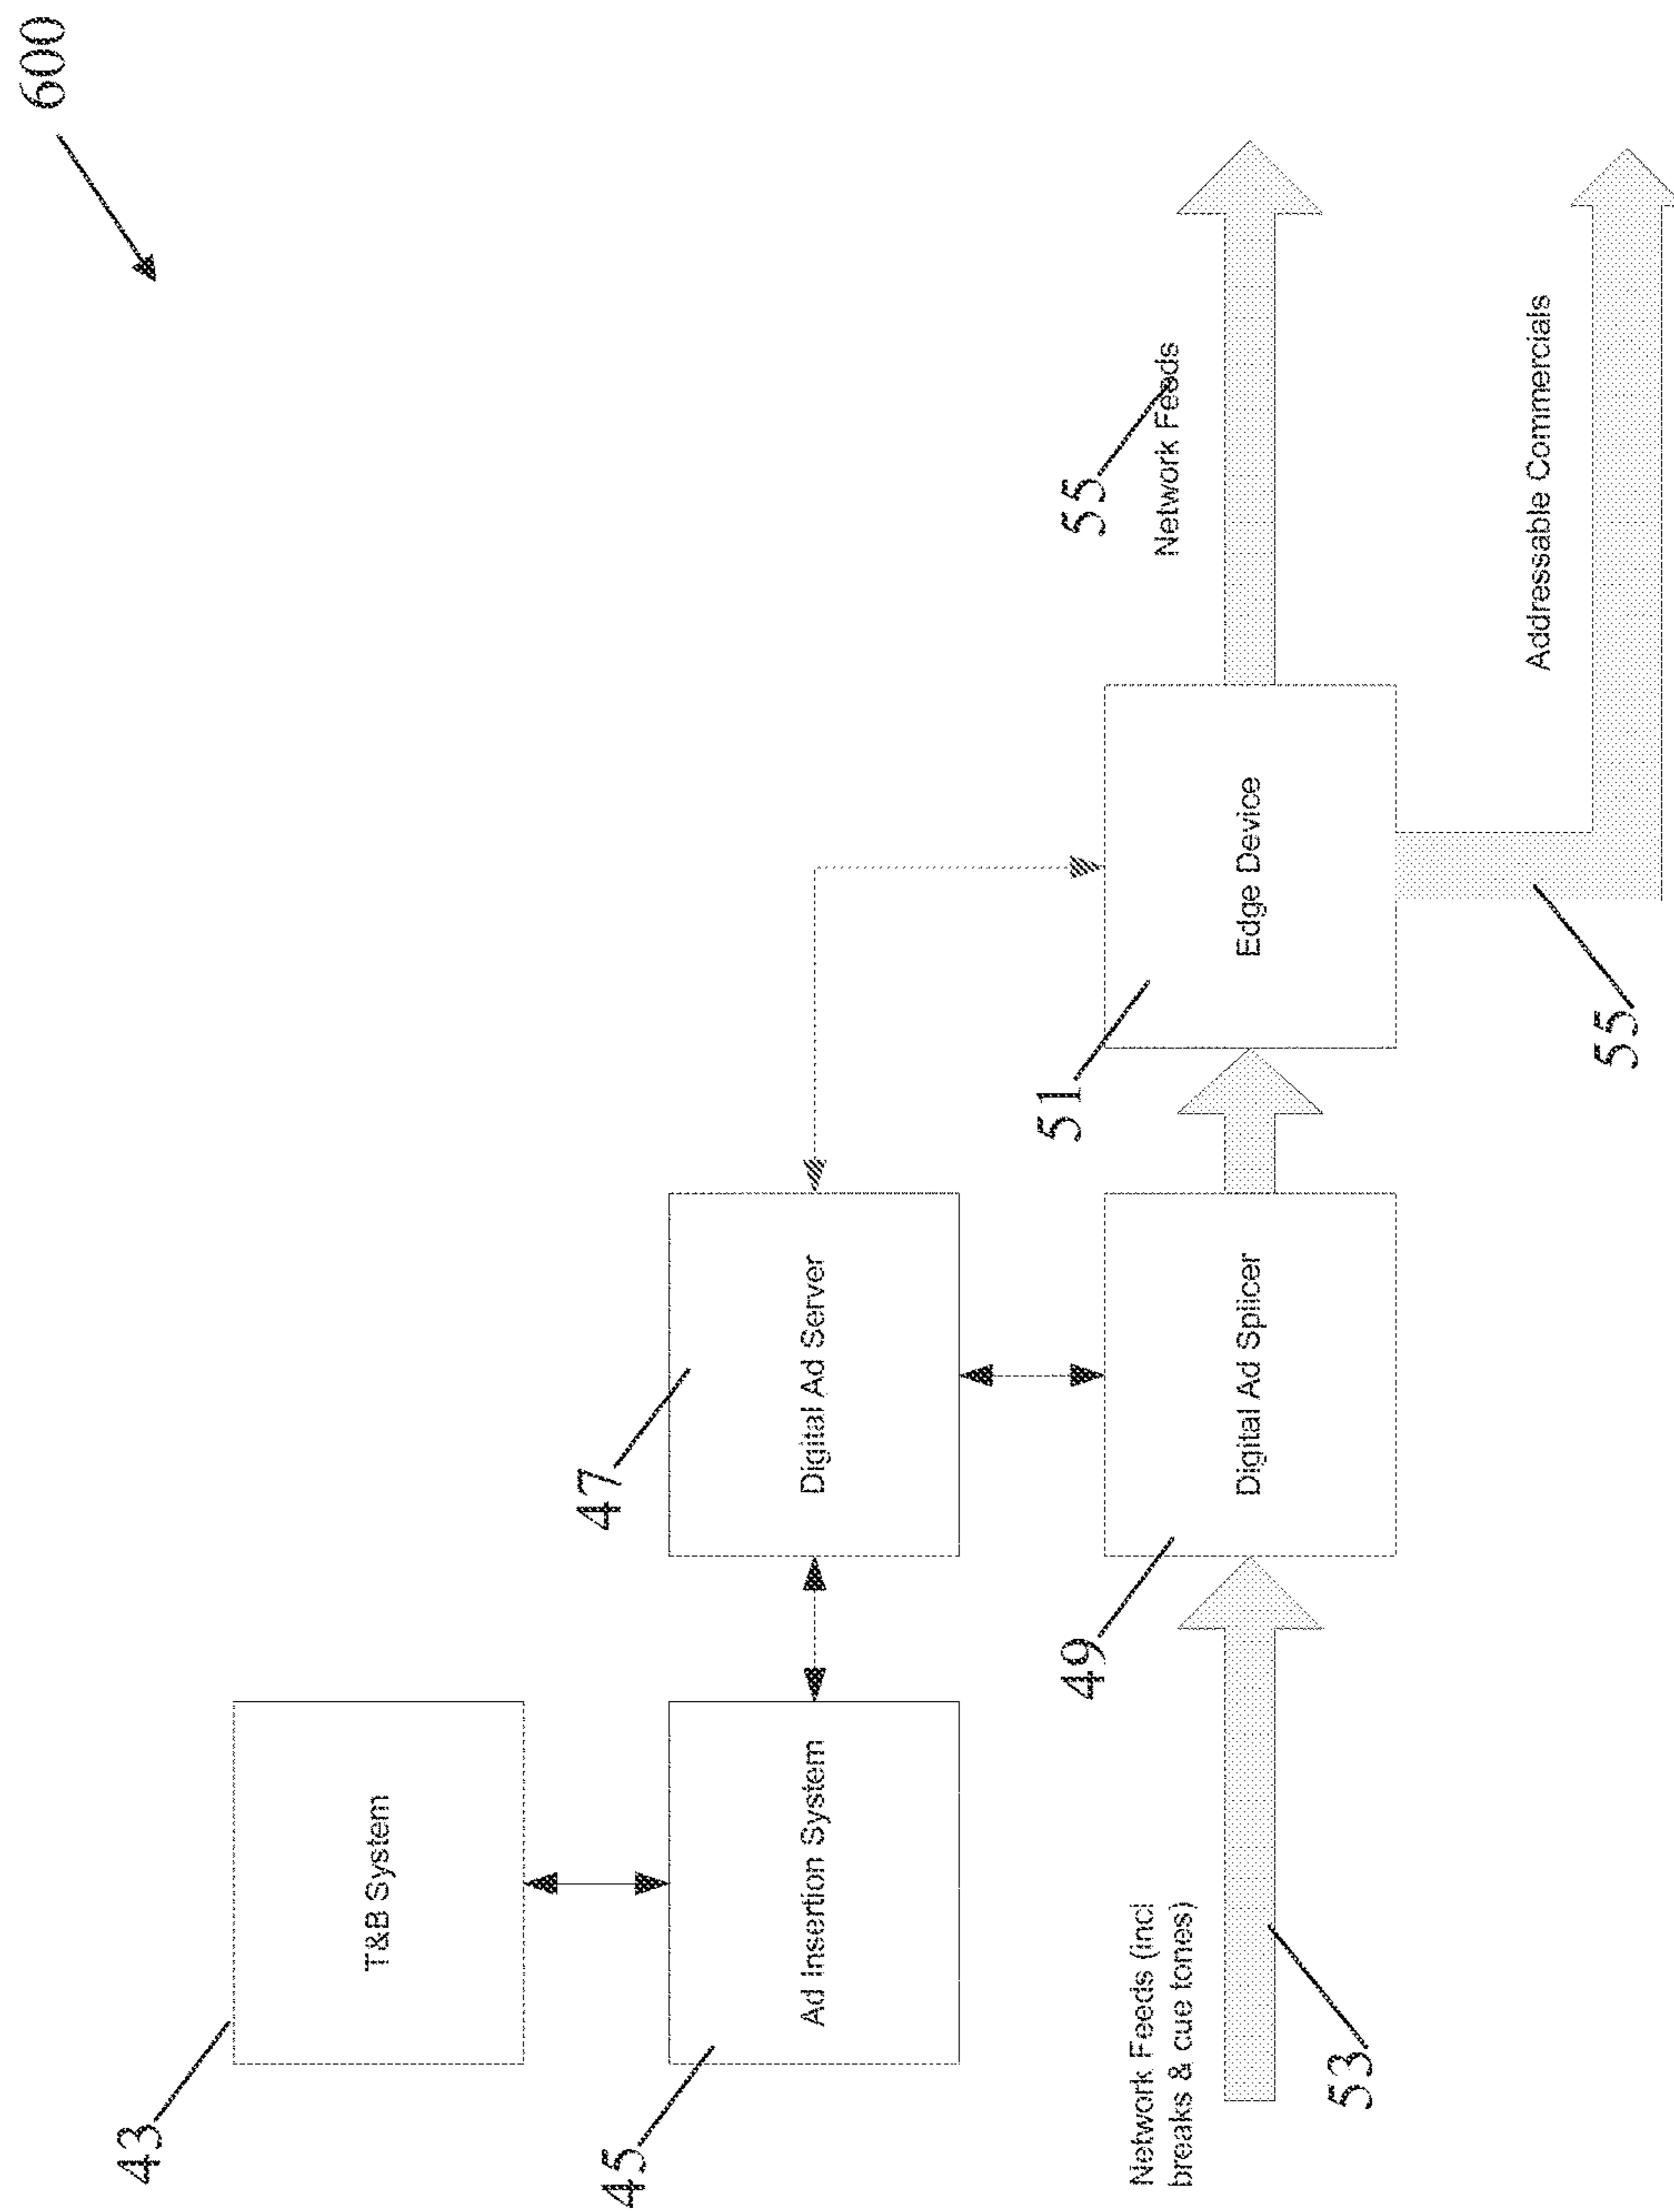 600
43
T&B System
45
Ad Insertion System
47
Digital Ad Server
Network Feeds (incl
breaks & cue tones)
53
49
Digital Ad Splicer
51
Edge Device
55
Network Feeds
Addressable Commercials
55